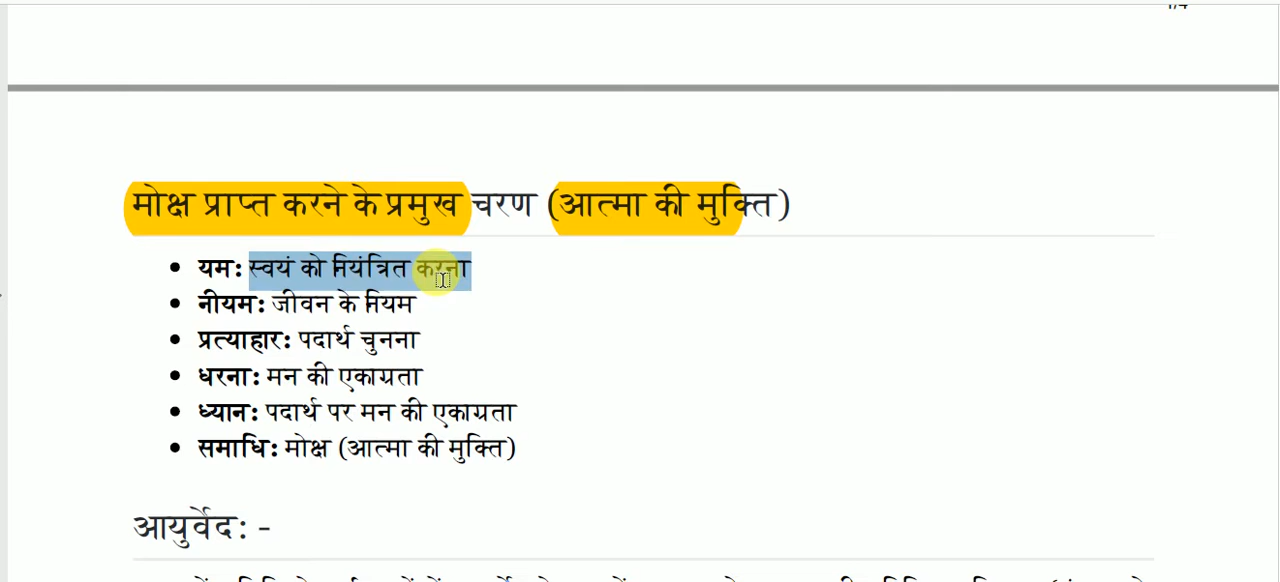 मोक्ष प्राप्त करने के प्रमुख चरण (आत्मा की मुक्ति)
यम: स्वयं को नियंत्रित करना
नीयम: जीवन के नियम
प्रत्याहार: पदार्थ चुनना
धरना: मन की एकाग्रता
ध्यान: पदार्थ पर मन की एकाग्रता
समाधि: मोक्ष (आत्मा की मुक्ति)
आयुर्वेद: -